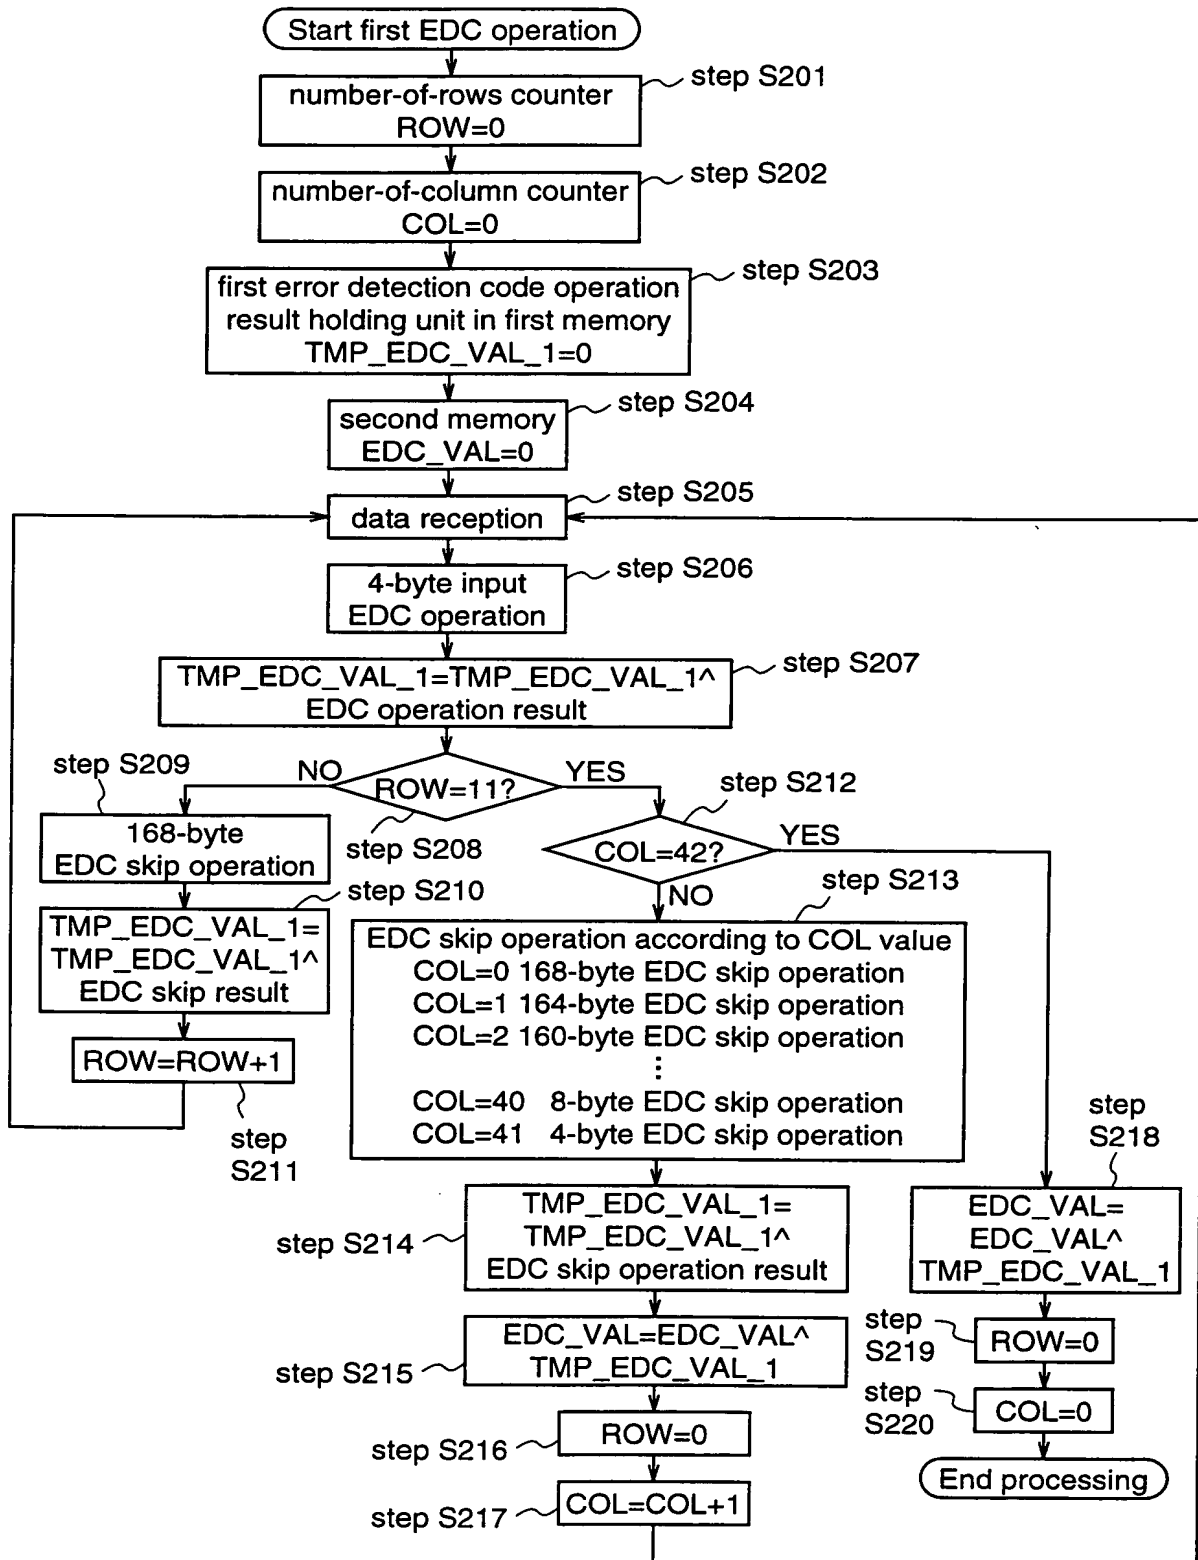 Start first EDC operation
step S201
number-of-rows counter
ROW=0
step S202
number-of-column counter
COL=0
step S203
first error detection code operation
result holding unit in first memory
TMP_EDC_VAL_1=0
step S204
second memory
EDC_VAL=0
step S205
data reception
step S206
4-byte input
EDC operation
step S207
TMP_EDC_VAL_1=TMP_EDC_VAL_1^
EDC operation result
step S208
ROW=11?
NO
YES
step S209
168-byte
EDC skip operation
step S210
TMP_EDC_VAL_1=
TMP_EDC_VAL_1^
EDC skip result
ROW=ROW+1
step
S211
step S212
COL=42?
YES
NO
step S213
EDC skip operation according to COL value
COL=0 168-byte EDC skip operation
COL=1 164-byte EDC skip operation
COL=2 160-byte EDC skip operation
⋮
COL=40 8-byte EDC skip operation
COL=41 4-byte EDC skip operation
step S214
TMP_EDC_VAL_1=
TMP_EDC_VAL_1^
EDC skip operation result
step S215
EDC_VAL=EDC_VAL^
TMP_EDC_VAL_1
step S216
ROW=0
step S217
COL=COL+1
step
S218
EDC_VAL=
EDC_VAL^
TMP_EDC_VAL_1
step
S219
ROW=0
step
S220
COL=0
End processing